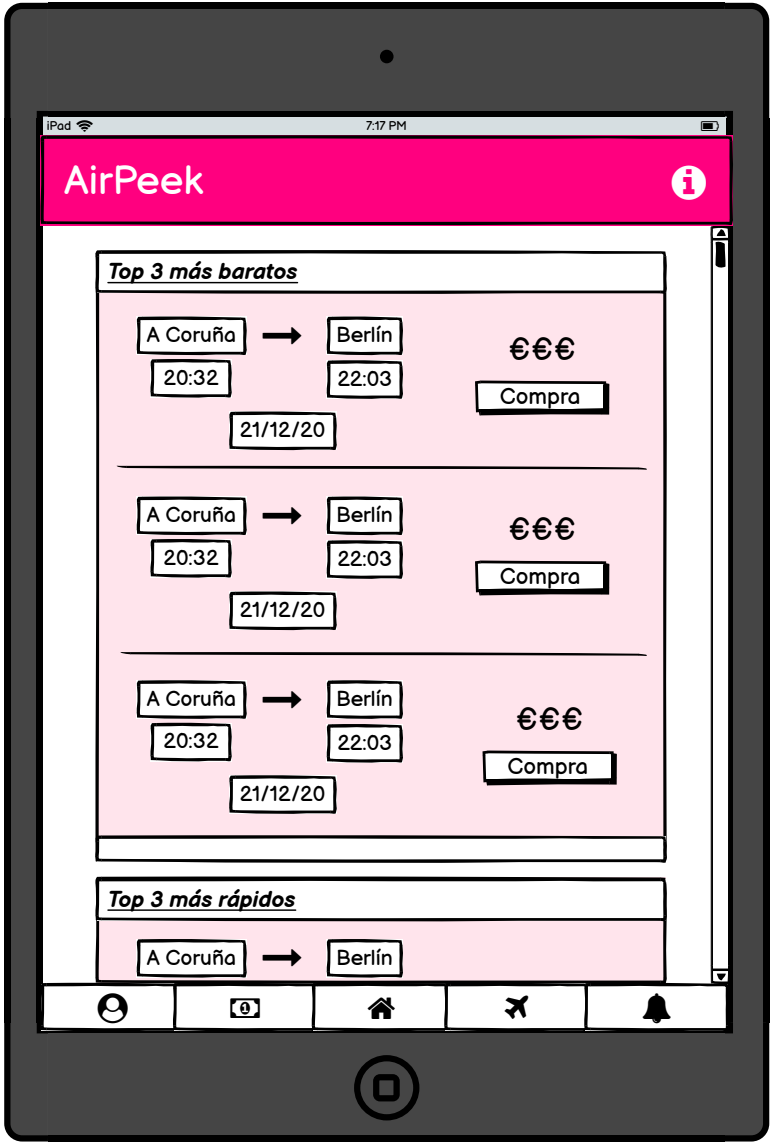 iPad 7:17 PM
AirPeek
Top 3 más baratos
A Coruña Berlín
€€€
20:32 22:03
Compra
21/12/20
A Coruña Berlín
€€€
20:32 22:03
Compra
21/12/20
A Coruña Berlín
€€€
20:32 22:03
Compra
21/12/20
Top 3 más rápidos
A Coruña Berlín